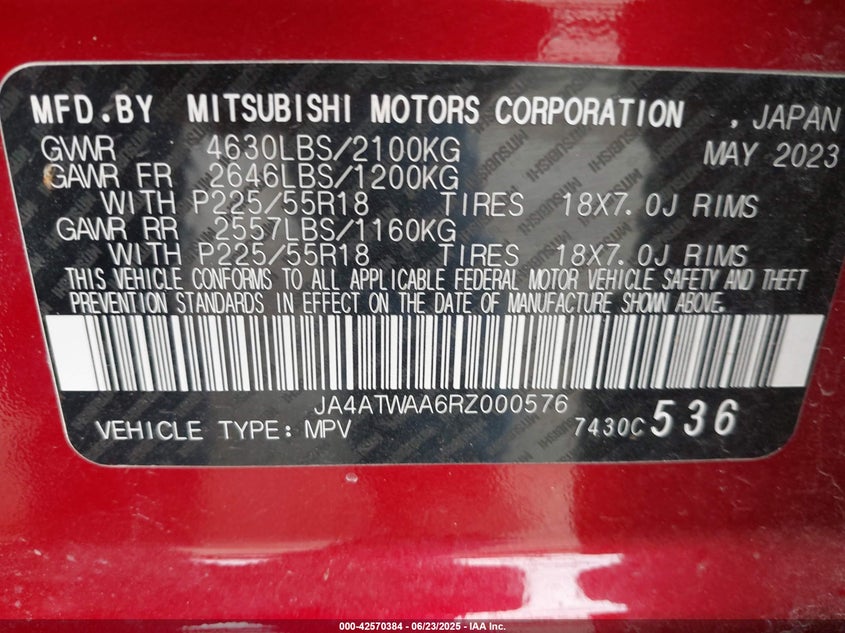 MFD.BY MITSUBISHI MOTORS CORPORATION , JAPAN
GVWR 4630LBS/2100KG MAY 2023
GAWR FR 2646LBS/1200KG
WITH P225/55R18 TIRES 18X7.0J RIMS
GAWR RR 2557LBS/1160KG
WITH P225/55R18 TIRES 18X7.0J RIMS
THIS VEHICLE CONFORMS TO ALL APPLICABLE FEDERAL MOTOR VEHICLE SAFETY AND THEFT
PREVENTION STANDARDS IN EFFECT ON THE DATE OF MANUFACTURE SHOWN ABOVE.
JA4ATWAA6RZ000576
VEHICLE TYPE: MPV 7430C 536
000-42570384 - 06/23/2025 - IAA Inc.